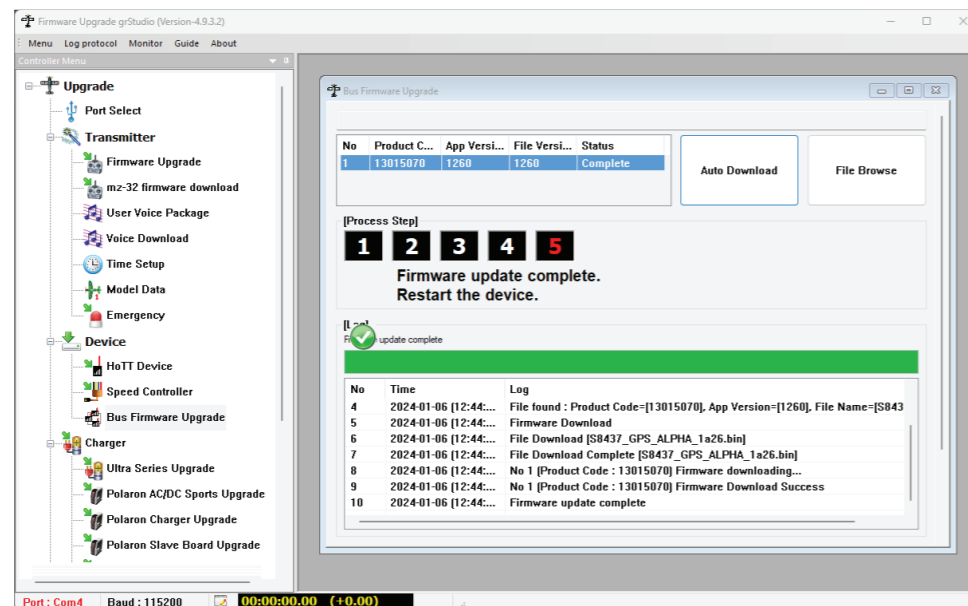 Firmware Upgrade grStudio (Version-4.9.3.2)
Menu Log protocol Monitor Guide About
Controller Menu
Upgrade
Port Select
Transmitter
Firmware Upgrade
mz-32 firmware download
User Voice Package
Voice Download
Time Setup
Model Data
Emergency
Device
HoTT Device
Speed Controller
Bus Firmware Upgrade
Charger
Ultra Series Upgrade
Polaron AC/DC Sports Upgrade
Polaron Charger Upgrade
Polaron Slave Board Upgrade
Bus Firmware Upgrade
No Product C... App Versi... File Versi... Status
1 13015070 1260 1260 Complete
Auto Download
File Browse
[Process Step]
1 2 3 4 5
Firmware update complete.
Restart the device.
update complete
No Time Log
4 2024-01-06 [12:44:... File found : Product Code=[13015070], App Version=[1260], File Name=[S843
5 2024-01-06 [12:44:... Firmware Download
6 2024-01-06 [12:44:... File Download [S8437_GPS_ALPHA_1a26.bin]
7 2024-01-06 [12:44:... File Download Complete [S8437_GPS_ALPHA_1a26.bin]
8 2024-01-06 [12:44:... No 1 [Product Code : 13015070] Firmware downloading...
9 2024-01-06 [12:44:... No 1 [Product Code : 13015070] Firmware Download Success
10 2024-01-06 [12:44:... Firmware update complete
Port : Com4 Baud : 115200 00:00:00.00 (+0.00)